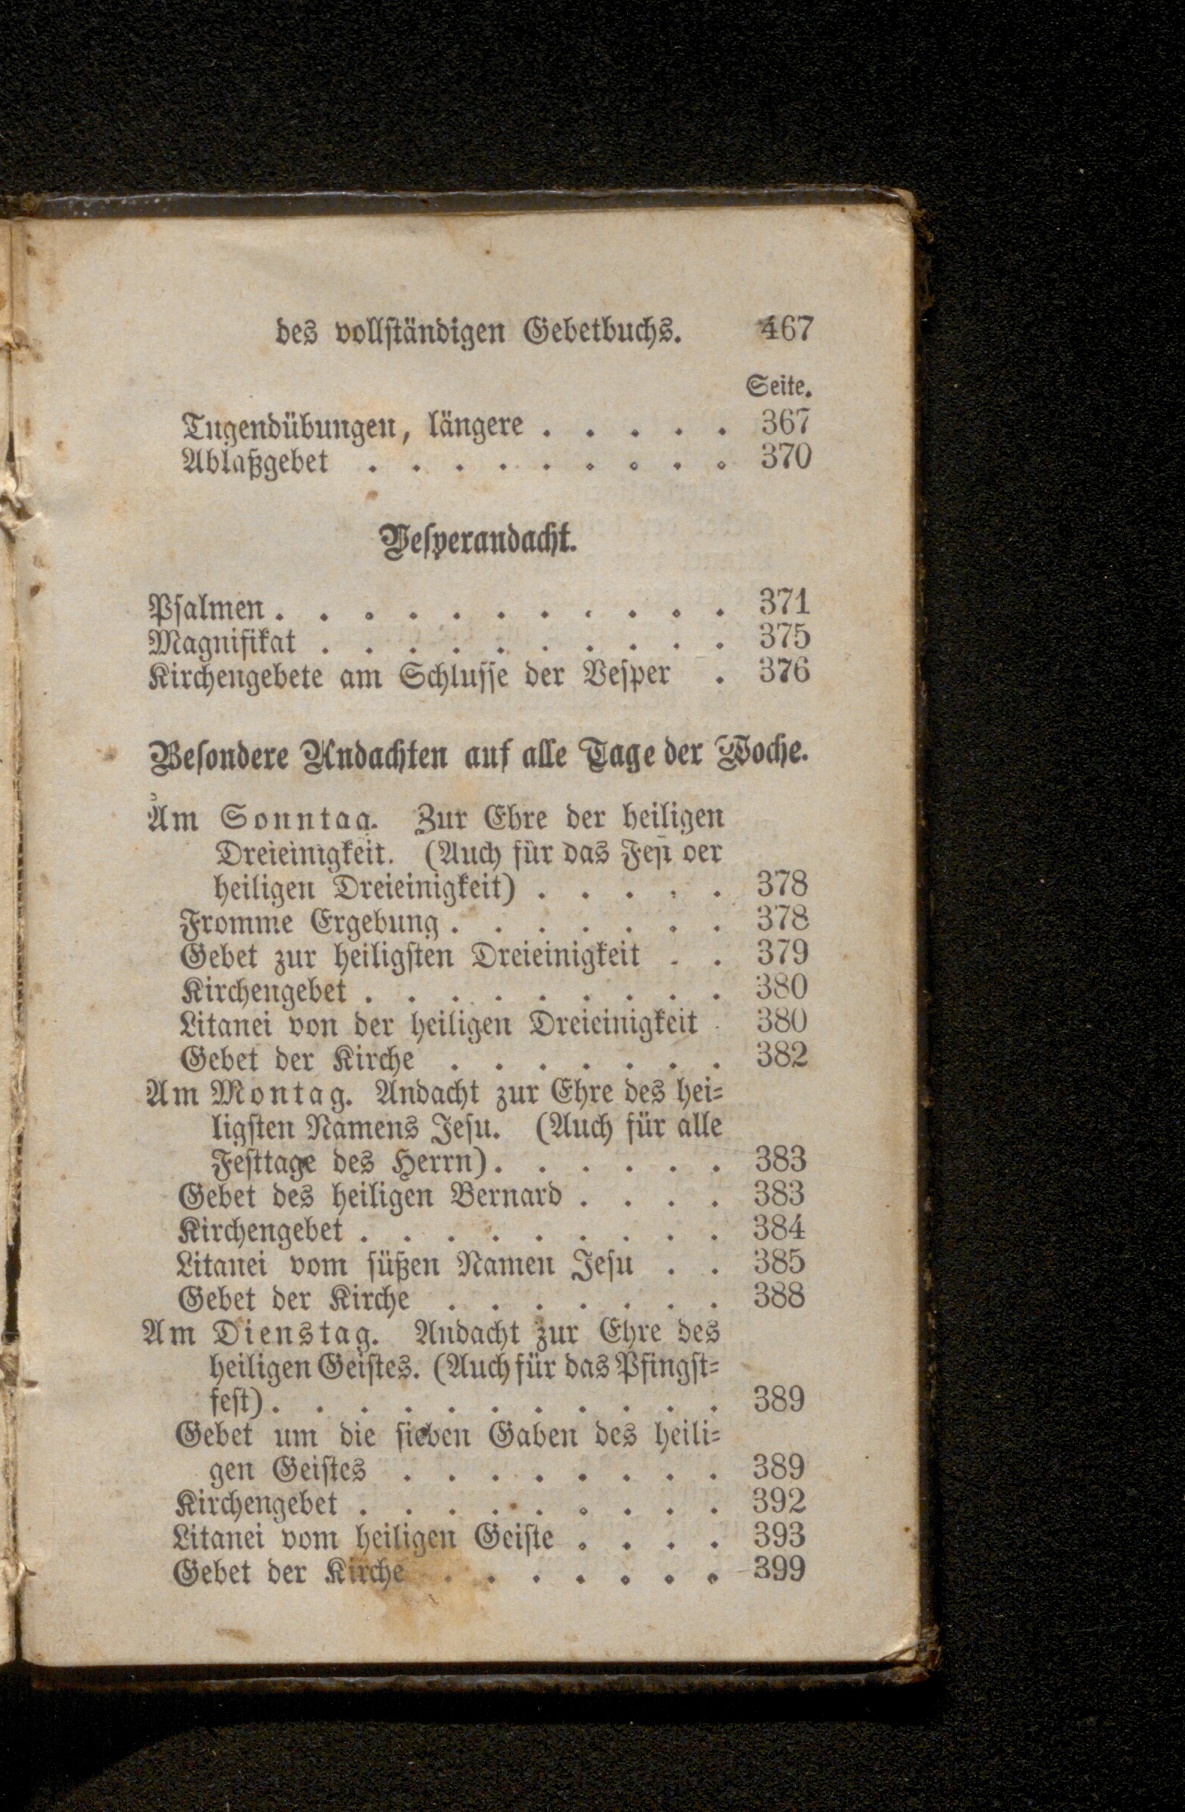 des vollständigen Gebetbuchs. 467
Seite.
Tugendübungen, längere . . . . . 367
Ablaßgebet . . . . . . . . . 370
Vesperandacht.
Psalmen . . . . . . . . . . . 371
Magnifikat . . . . . . . . . . 375
Kirchengebete am Schlusse der Vesper . 376
Besondere Andachten auf alle Tage der Woche.
Am Sonntag. Zur Ehre der heiligen
Dreieinigkeit. (Auch für das Fest der
heiligen Dreieinigkeit) . . . . . 378
Fromme Ergebung . . . . . . . 378
Gebet zur heiligsten Dreieinigkeit . . 379
Kirchengebet . . . . . . . . . 380
Litanei von der heiligen Dreieinigkeit . 380
Gebet der Kirche . . . . . . . 382
Am Montag. Andacht zur Ehre des hei-
ligsten Namens Jesu. (Auch für alle
Festtage des Herrn) . . . . . . 383
Gebet des heiligen Bernard . . . . 383
Kirchengebet . . . . . . . . . 384
Litanei vom süßen Namen Jesu . . 385
Gebet der Kirche . . . . . . . 388
Am Dienstag. Andacht zur Ehre des
heiligen Geistes. (Auch für das Pfingst-
fest) . . . . . . . . . . . 389
Gebet um die sieben Gaben des heili-
gen Geistes . . . . . . . . 389
Kirchengebet . . . . . . . . . 392
Litanei vom heiligen Geiste . . . . 393
Gebet der Kirche . . . . . . . 399